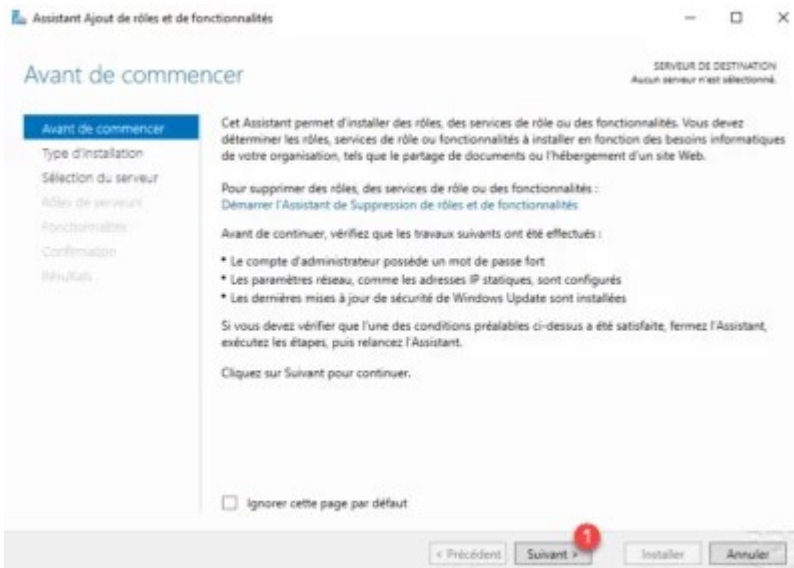 Assistant Ajout de rôles et de fonctionnalités
Avant de commencer
SERVEUR DE DESTINATION
Aucun serveur n'est sélectionné.
Avant de commencer
Type d'installation
Sélection du serveur
Rôles de serveurs
Fonctionnalités
Confirmation
Résultats
Cet Assistant permet d'installer des rôles, des services de rôle ou des fonctionnalités. Vous devez
déterminer les rôles, services de rôle ou fonctionnalités à installer en fonction des besoins informatiques
de votre organisation, tels que le partage de documents ou l'hébergement d'un site Web.
Pour supprimer des rôles, des services de rôle ou des fonctionnalités :
Démarrer l'Assistant de Suppression de rôles et de fonctionnalités
Avant de continuer, vérifiez que les travaux suivants ont été effectués :
• Le compte d'administrateur possède un mot de passe fort
• Les paramètres réseau, comme les adresses IP statiques, sont configurés
• Les dernières mises à jour de sécurité de Windows Update sont installées
Si vous devez vérifier que l'une des conditions préalables ci-dessus a été satisfaite, fermez l'Assistant,
exécutez les étapes, puis relancez l'Assistant.
Cliquez sur Suivant pour continuer.
Ignorer cette page par défaut
1
< Précédent Suivant > Installer Annuler